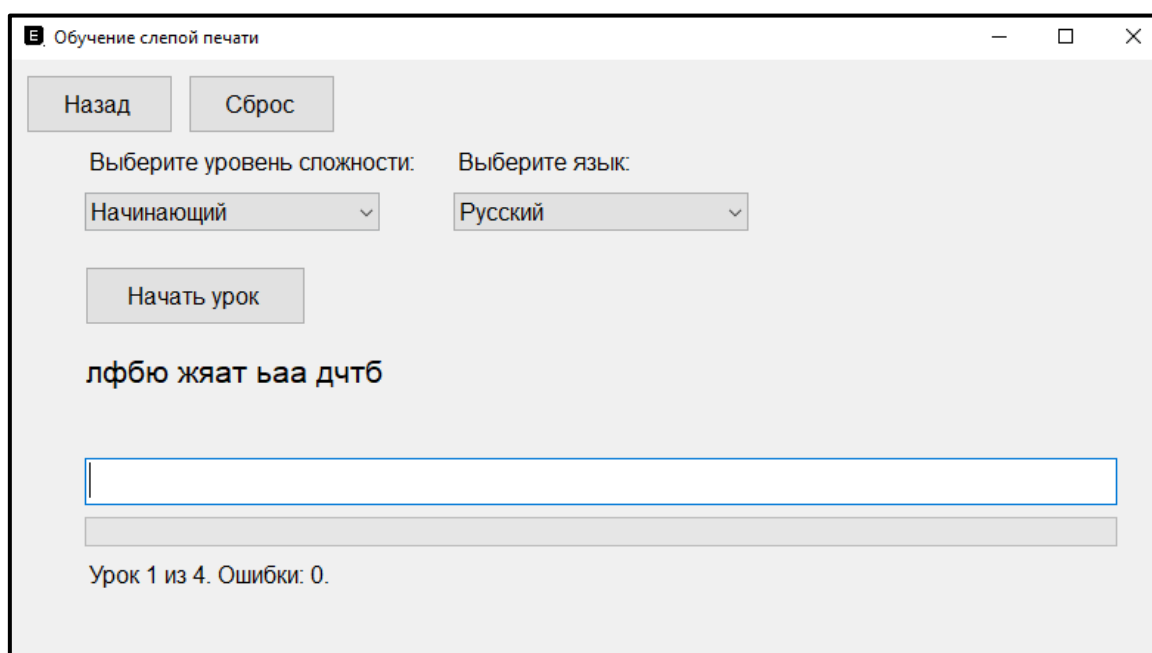 E Обучение слепой печати
Назад Сброс
Выберите уровень сложности: Выберите язык:
Начинающий Русский
Начать урок
лфбю жяат ьаа дчтб
Урок 1 из 4. Ошибки: 0.